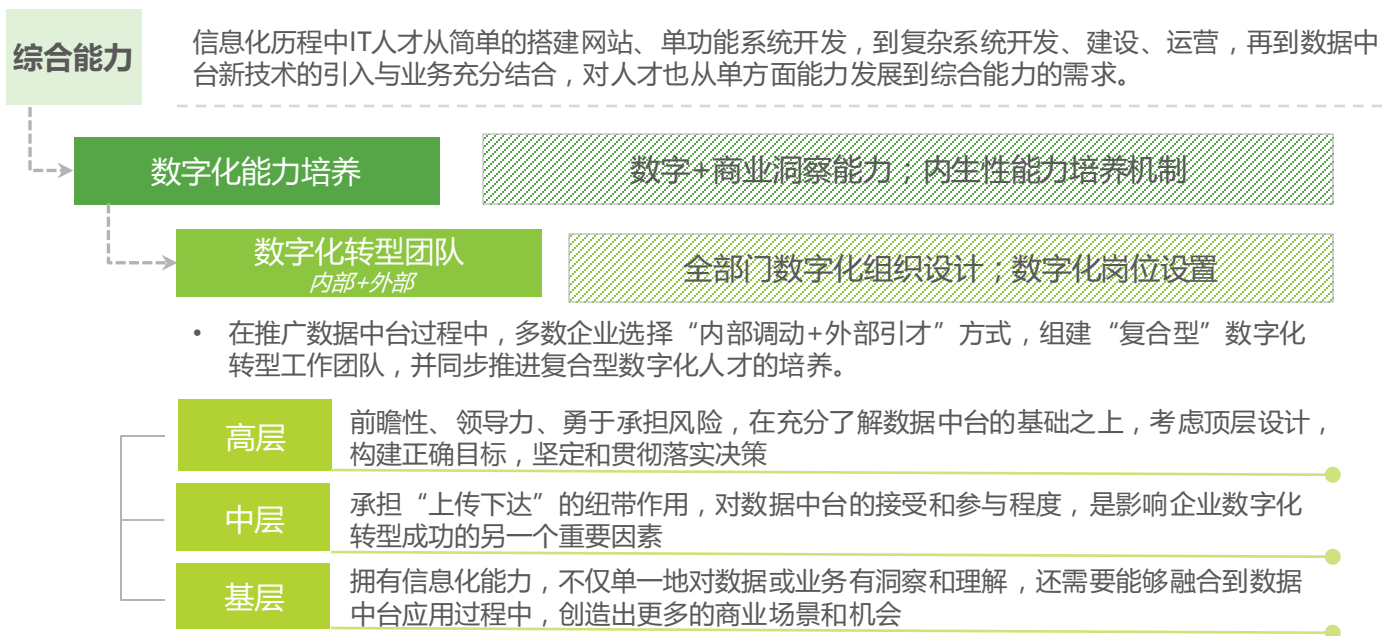 综合能力
信息化历程中IT人才从简单的搭建网站、单功能系统开发，到复杂系统开发、建设、运营，再到数据中
台新技术的引入与业务充分结合，对人才也从单方面能力发展到综合能力的需求。
数字化能力培养
数字+商业洞察能力；内生性能力培养机制
数字化转型团队
内部+外部
全部门数字化组织设计；数字化岗位设置
• 在推广数据中台过程中，多数企业选择“内部调动+外部引才”方式，组建“复合型”数字化
转型工作团队，并同步推进复合型数字化人才的培养。
高层
前瞻性、领导力、勇于承担风险，在充分了解数据中台的基础之上，考虑顶层设计，
构建正确目标，坚定和贯彻落实决策
中层
承担“上传下达”的纽带作用，对数据中台的接受和参与程度，是影响企业数字化
转型成功的另一个重要因素
基层
拥有信息化能力，不仅单一地对数据或业务有洞察和理解，还需要能够融合到数据
中台应用过程中，创造出更多的商业场景和机会